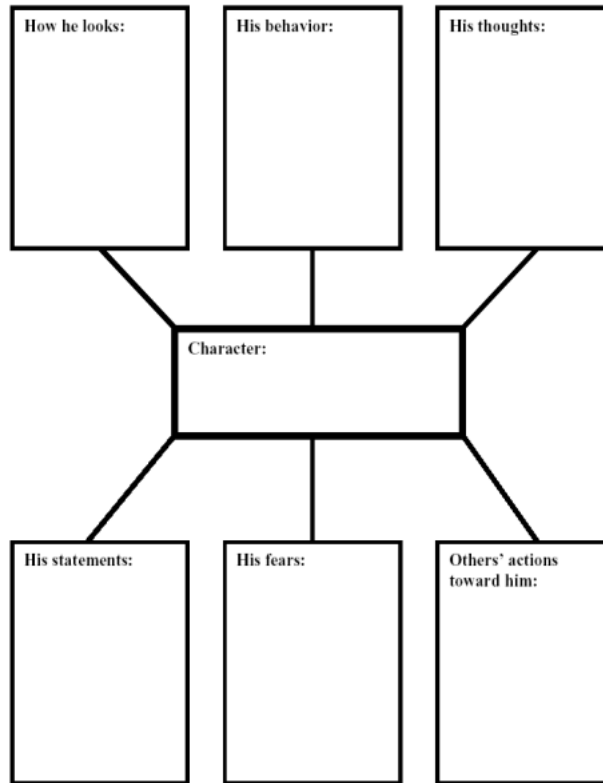 How he looks:
His behavior:
His thoughts:
Character:
His statements:
His fears:
Others’ actions
toward him: